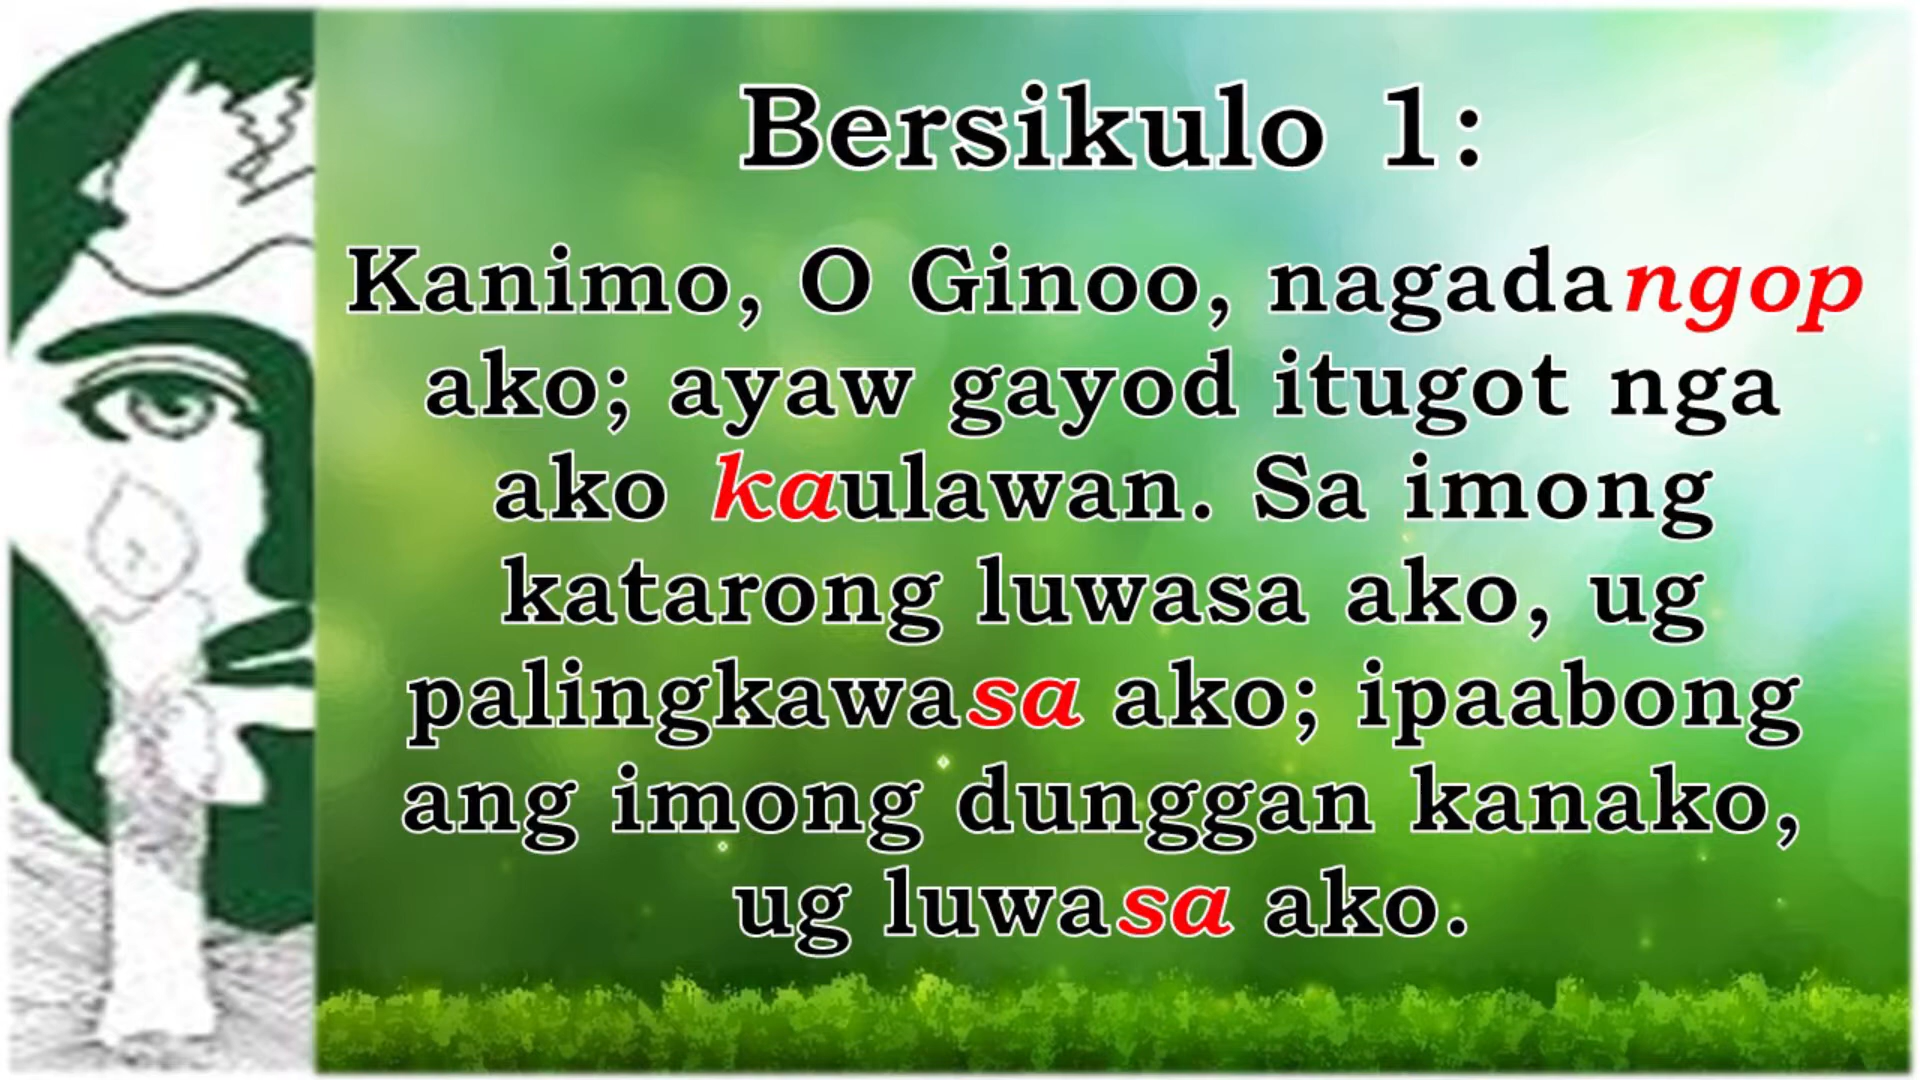 Bersikulo 1:
Kanimo, O Ginoo, nagadangop
ako; ayaw gayod itugot nga
ako kaulawan. Sa imong
katarong luwasa ako, ug
palingkawasa ako; ipaabong
ang imong dunggan kanako,
ug luwasa ako.